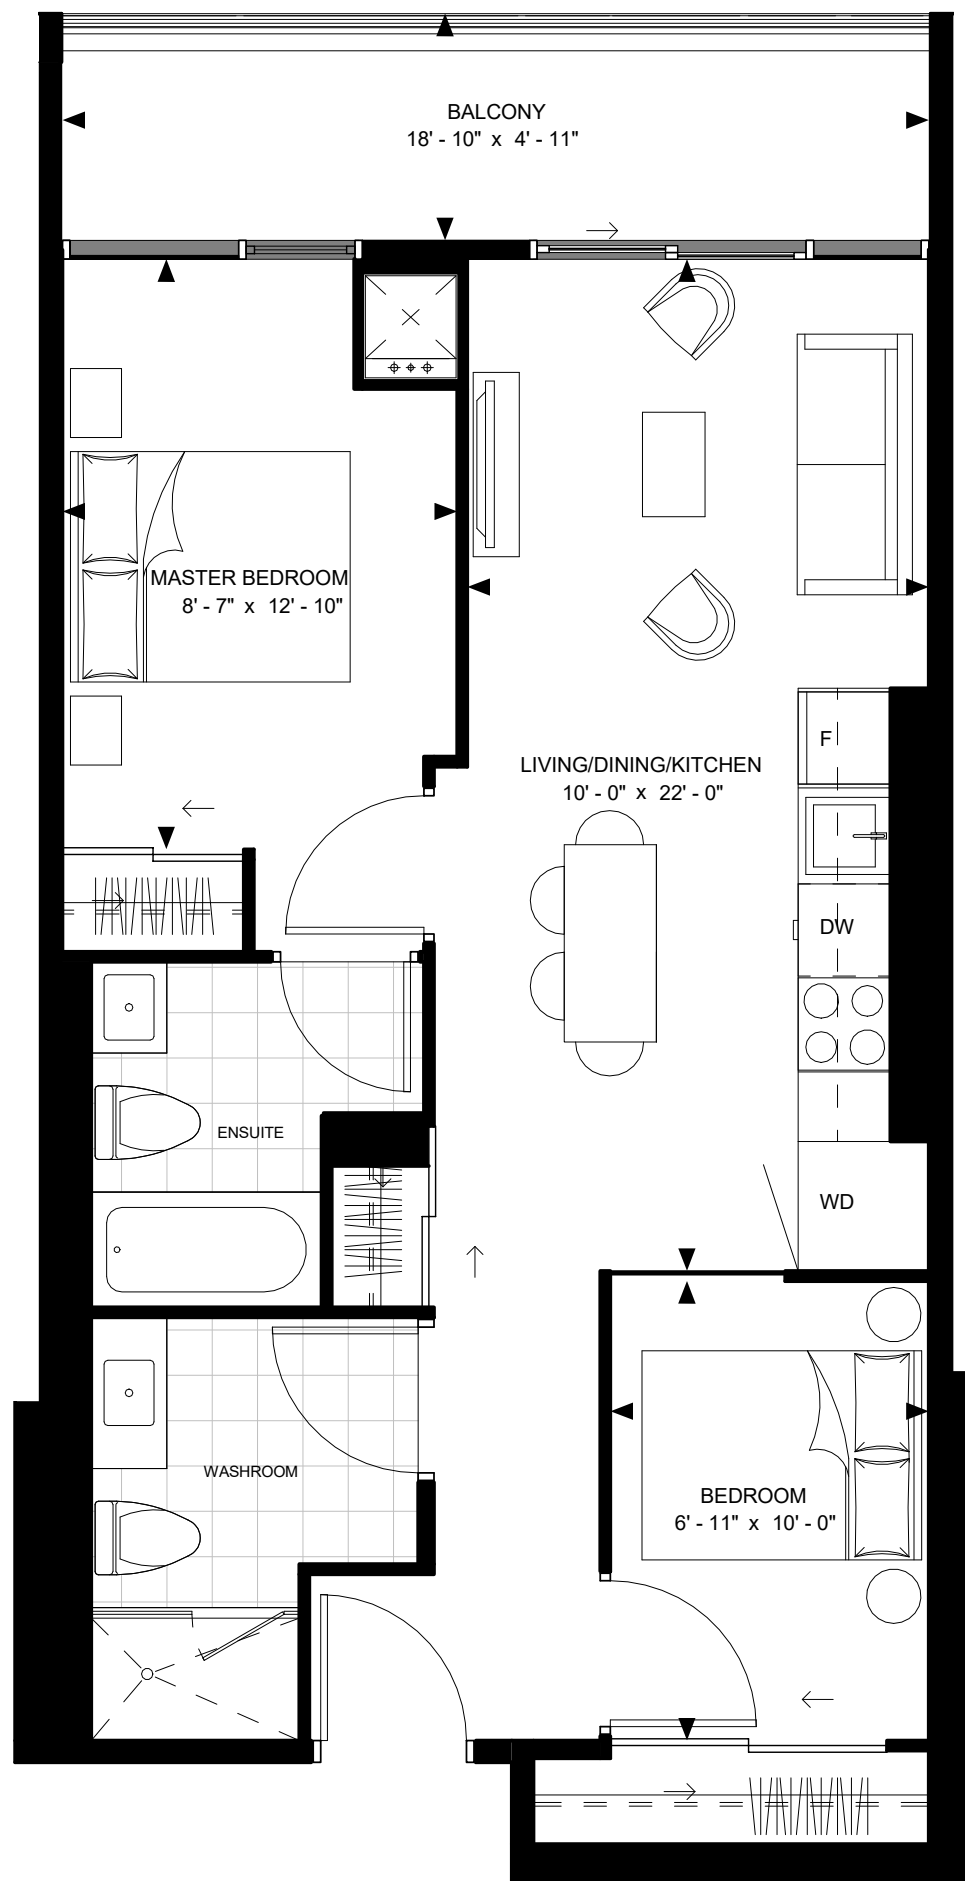 BALCONY
18' - 10" x 4' - 11"
MASTER BEDROOM
8' - 7" x 12' - 10"
F
LIVING/DINING/KITCHEN
10' - 0" x 22' - 0"
DW
ENSUITE
WD
WASHROOM
BEDROOM
6' - 11" x 10' - 0"